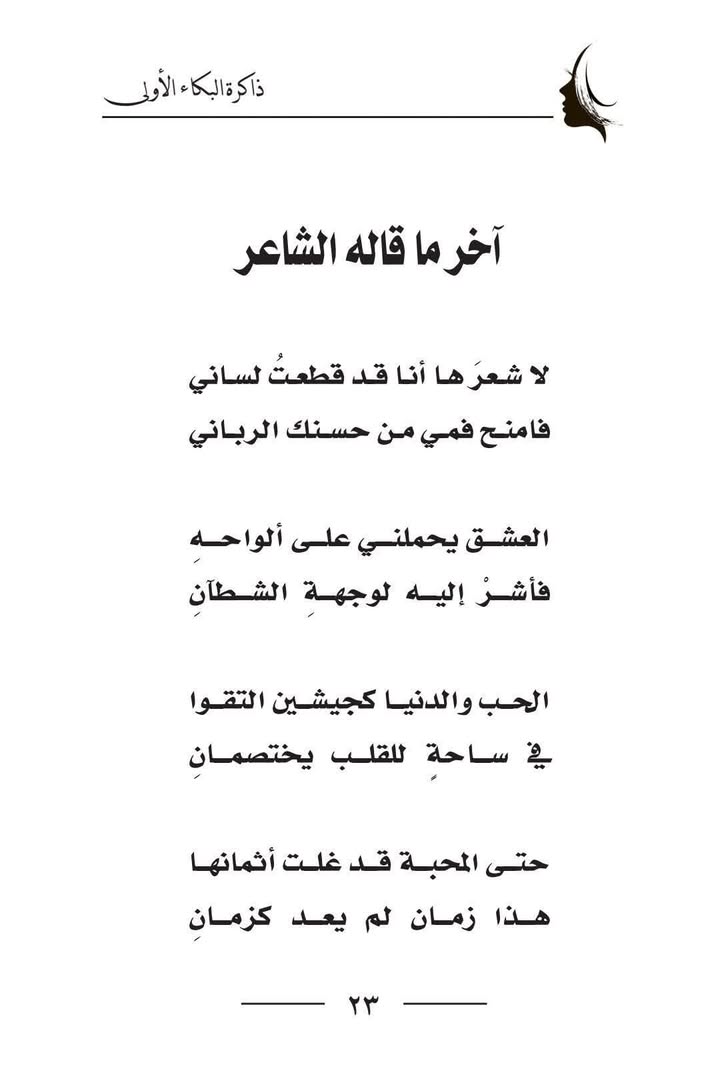 ذاكرة البكاء الأولى
آخر ما قاله الشاعر
لا شعرَ ها أنا قد قطعتُ لساني
فامنح فمي من حسنك الرباني
العشق يحملني على ألواحهِ
فأشرْ إليه لوجهةِ الشطآنِ
الحب والدنيا كجيشين التقوا
في ساحةٍ للقلب يختصمانِ
حتى المحبة قد غلت أثمانها
هذا زمان لم يعد كزمانِ
٢٣